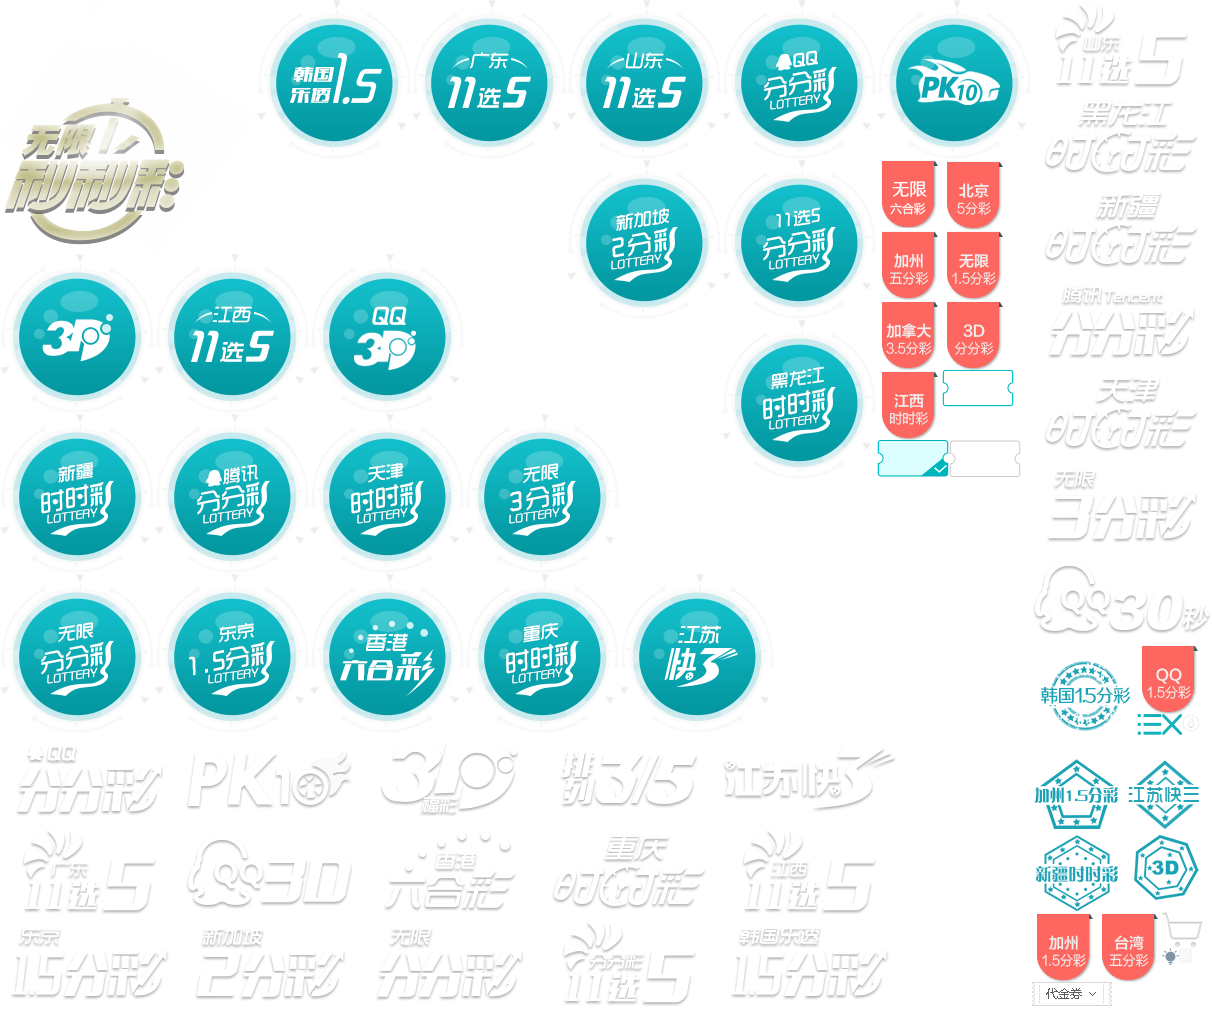 韩国
乐透1.5
广东
11选5
山东
11选5
QQ
分分彩
LOTTERY
PK10
山东
11选5
黑龙江
时时彩
无限
秒秒彩
新加坡
2分彩
LOTTERY
11选5
分分彩
LOTTERY
无限
六合彩
北京
5分彩
新疆
时时彩
加州
五分彩
无限
1.5分彩
3D
江西
11选5
QQ
3D
腾讯Tencent
分分彩
加拿大
3.5分彩
3D
分分彩
黑龙江
时时彩
LOTTERY
江西
时时彩
天津
时时彩
新疆
时时彩
LOTTERY
腾讯
分分彩
LOTTERY
天津
时时彩
LOTTERY
无限
3分彩
LOTTERY
无限
3分彩
无限
分分彩
LOTTERY
东京
1.5分彩
LOTTERY
香港
六合彩
重庆
时时彩
LOTTERY
江苏
快3
QQ30秒
韩国1.5分彩
QQ
1.5分彩
QQ
分分彩
PK10
3D
福彩
排列3/5
江苏快3
加州1.5分彩
江苏快三
广东
11选5
QQ3D
香港
六合彩
重庆
时时彩
江西
11选5
新疆时时彩
3D
东京
1.5分彩
新加坡
2分彩
无限
分分彩
分分彩
11选5
韩国乐透
1.5分彩
加州
1.5分彩
台湾
五分彩
代金券